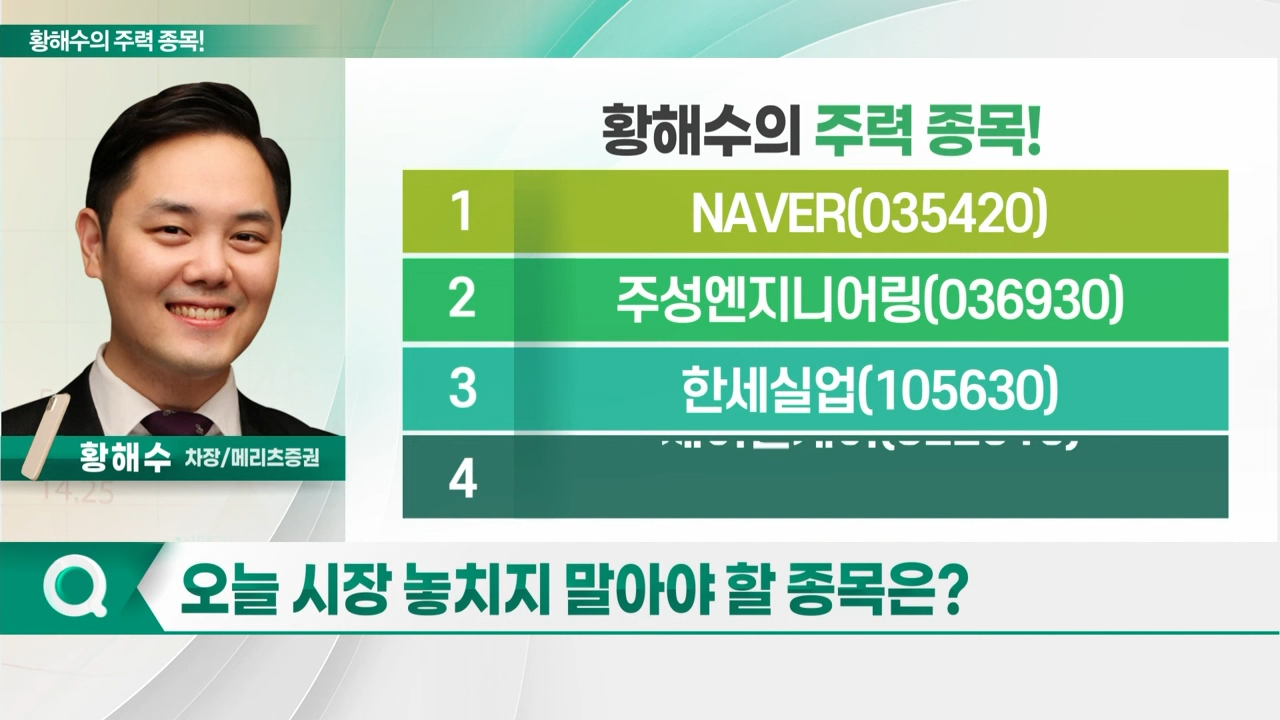 황해수의 주력 종목!
황해수의 주력 종목!
1 NAVER(035420)
2 주성엔지니어링(036930)
3 한세실업(105630)
4
황해수 차장/메리츠증권
14.25
오늘 시장 놓치지 말아야 할 종목은?